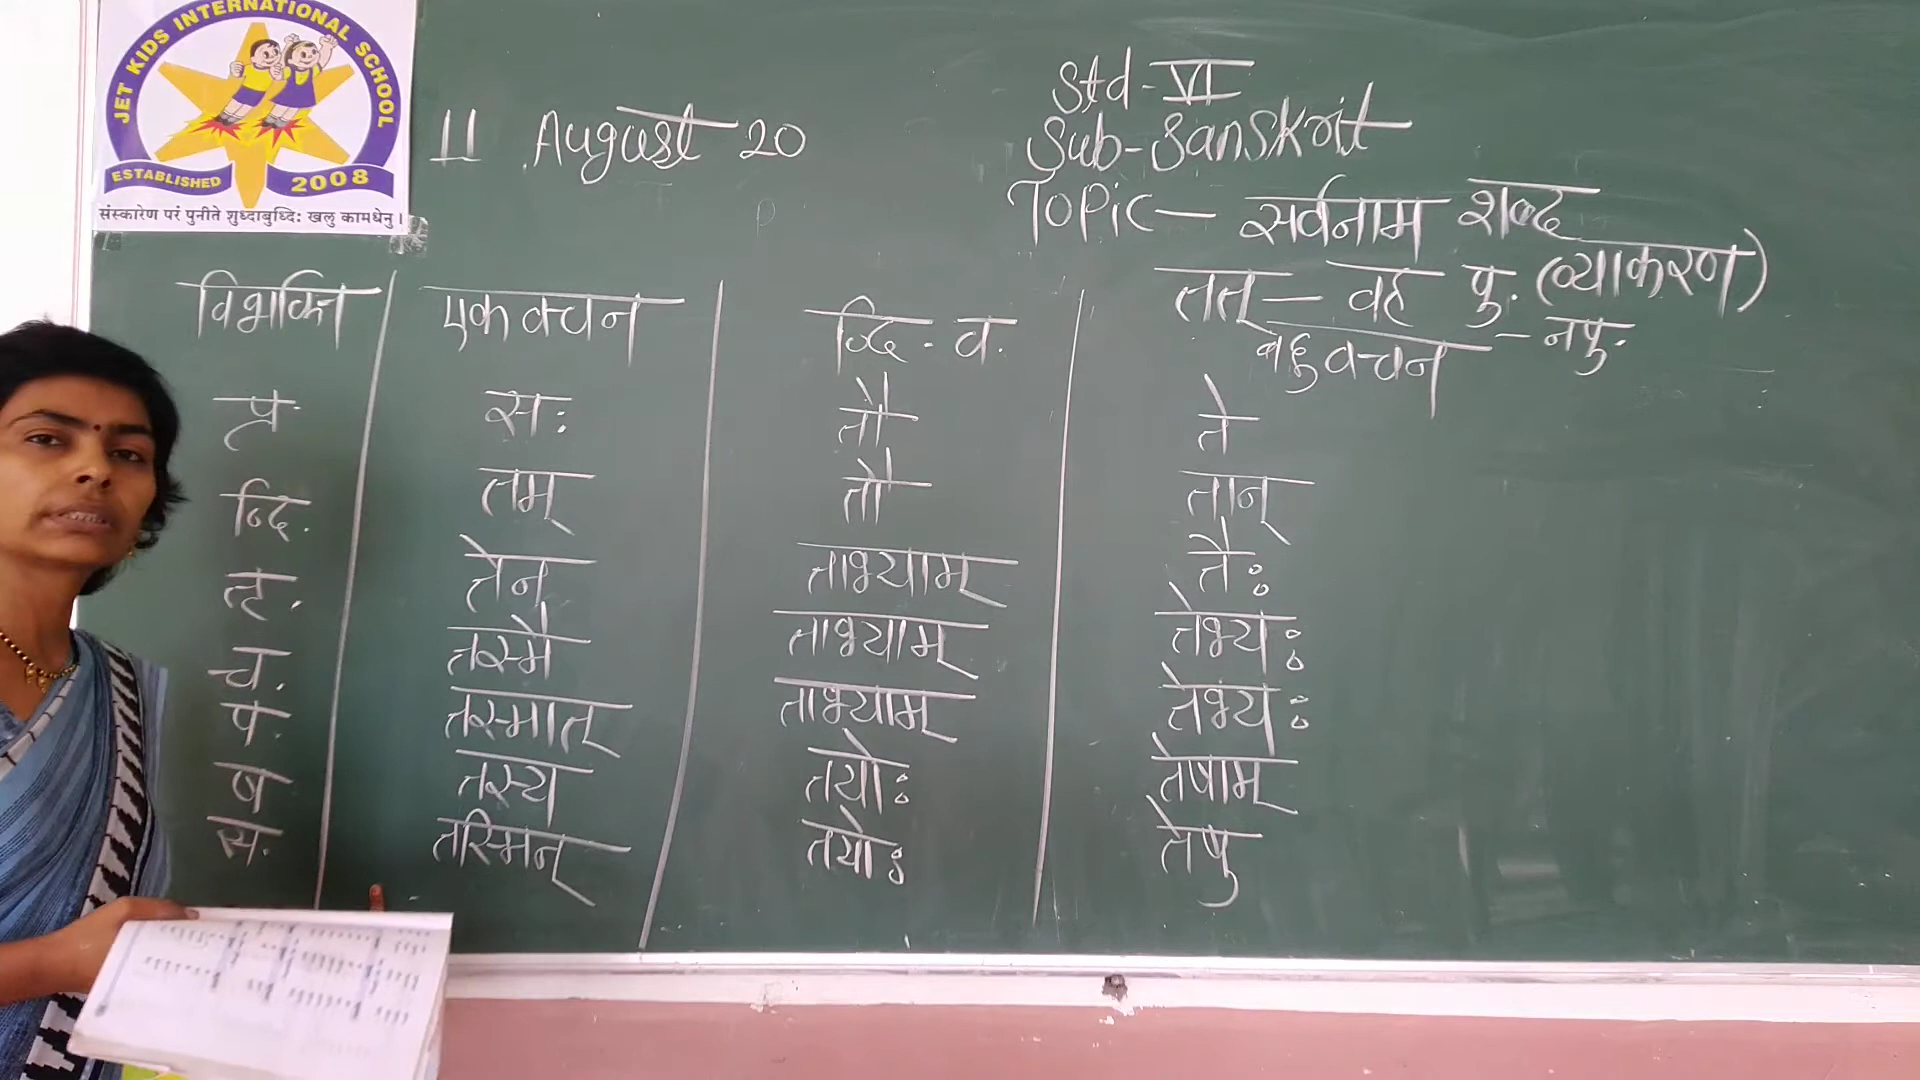 JET KIDS INTERNATIONAL SCHOOL
ESTABLISHED 2008
संस्कारेण परं पुनीते शुध्दाबुध्दिः खलु कामधेनु।
11 August 20
Std-VI
Sub-Sanskrit
Topic- सर्वनाम शब्द
तत् - वह पु. (व्याकरण)
- नपु.
विभक्ति एकवचन द्वि. व. बहुवचन
प्र. सः तौ ते
द्वि. तम् तौ तान्
तृ. तेन ताभ्याम् तैः
च. तस्मै ताभ्याम् तेभ्यः
प. तस्मात् ताभ्याम् तेभ्यः
ष तस्य तयोः तेषाम्
स. तस्मिन् तयोः तेषु